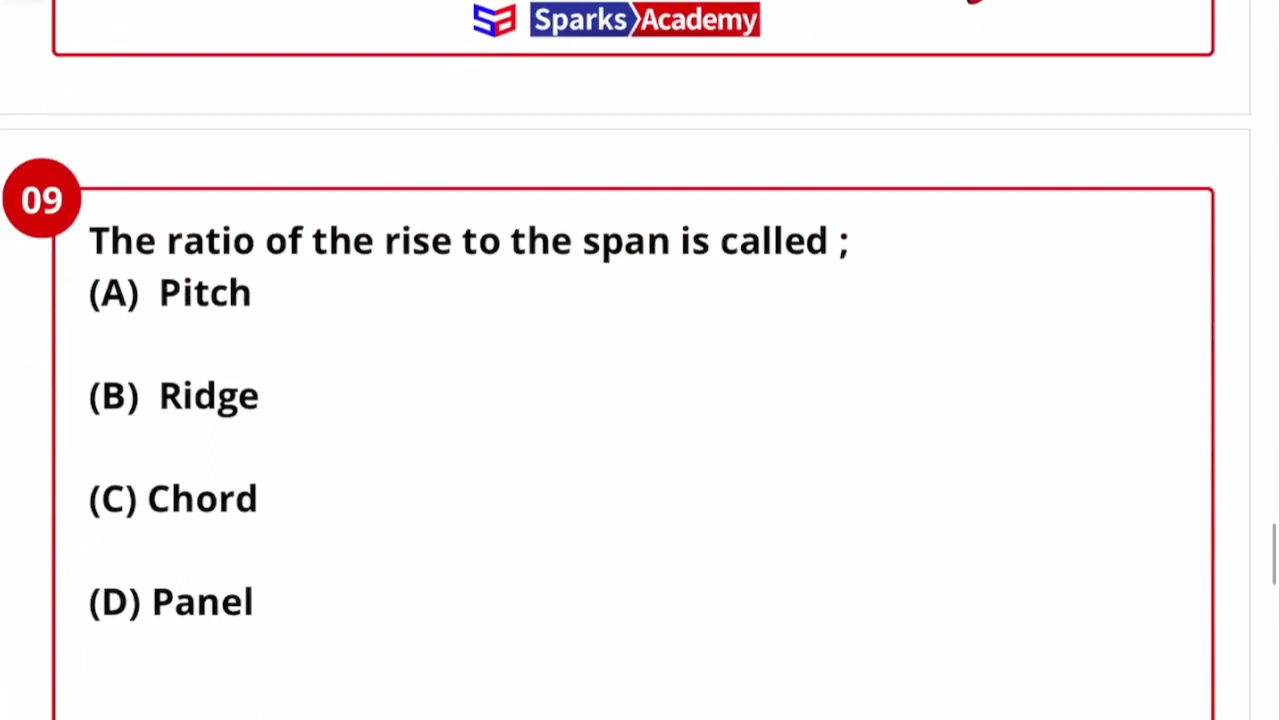 Sparks Academy
09
The ratio of the rise to the span is called ;
(A) Pitch
(B) Ridge
(C) Chord
(D) Panel